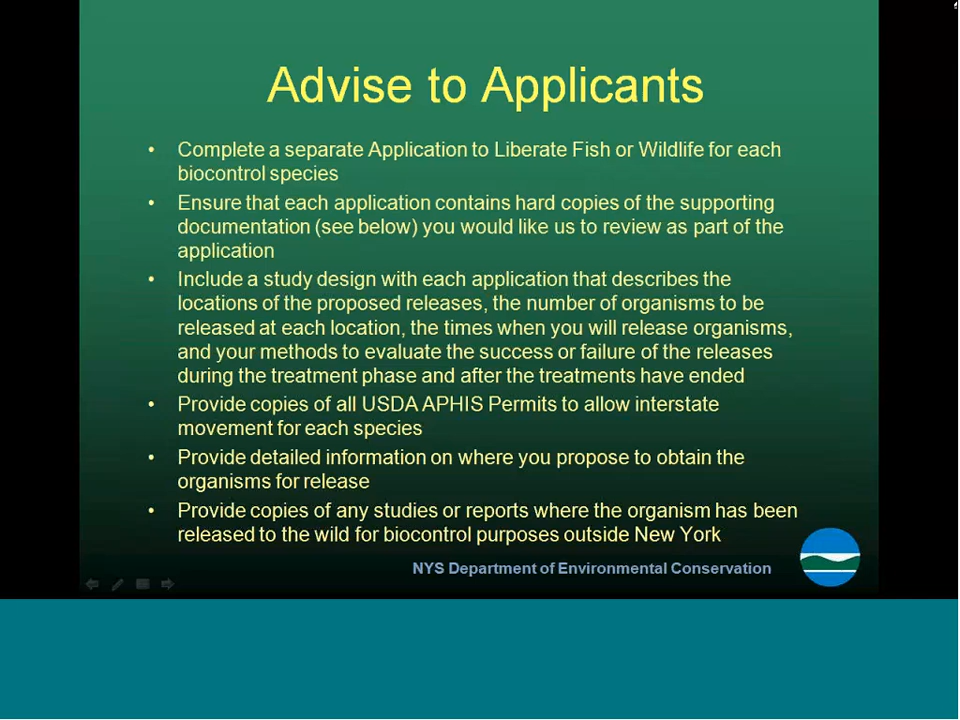 Advise to Applicants
• Complete a separate Application to Liberate Fish or Wildlife for each
biocontrol species
• Ensure that each application contains hard copies of the supporting
documentation (see below) you would like us to review as part of the
application
• Include a study design with each application that describes the
locations of the proposed releases, the number of organisms to be
released at each location, the times when you will release organisms,
and your methods to evaluate the success or failure of the releases
during the treatment phase and after the treatments have ended
• Provide copies of all USDA APHIS Permits to allow interstate
movement for each species
• Provide detailed information on where you propose to obtain the
organisms for release
• Provide copies of any studies or reports where the organism has been
released to the wild for biocontrol purposes outside New York
NYS Department of Environmental Conservation